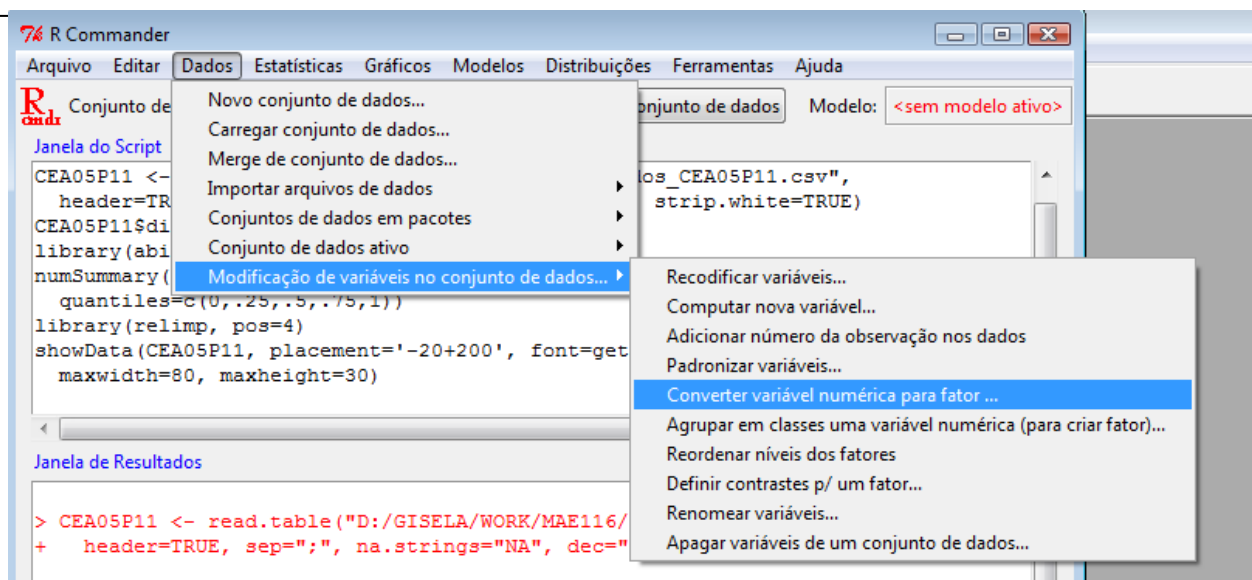 R Commander
Arquivo Editar Dados Estatísticas Gráficos Modelos Distribuições Ferramentas Ajuda
Rcmdr Conjunto de onjunto de dados Modelo: <sem modelo ativo>
Novo conjunto de dados...
Carregar conjunto de dados...
Merge de conjunto de dados...
Importar arquivos de dados
Conjuntos de dados em pacotes
Conjunto de dados ativo
Modificação de variáveis no conjunto de dados...
Janela do Script
CEA05P11 <- os_CEA05P11.csv",
header=TR strip.white=TRUE)
CEA05P11$di
library(abi
numSummary(
quantiles=c(0,.25,.5,.75,1))
library(relimp, pos=4)
showData(CEA05P11, placement='-20+200', font=get
maxwidth=80, maxheight=30)
Recodificar variáveis...
Computar nova variável...
Adicionar número da observação nos dados
Padronizar variáveis...
Converter variável numérica para fator ...
Agrupar em classes uma variável numérica (para criar fator)...
Reordenar níveis dos fatores
Definir contrastes p/ um fator...
Renomear variáveis...
Apagar variáveis de um conjunto de dados...
Janela de Resultados
> CEA05P11 <- read.table("D:/GISELA/WORK/MAE116/
+ header=TRUE, sep=";", na.strings="NA", dec="